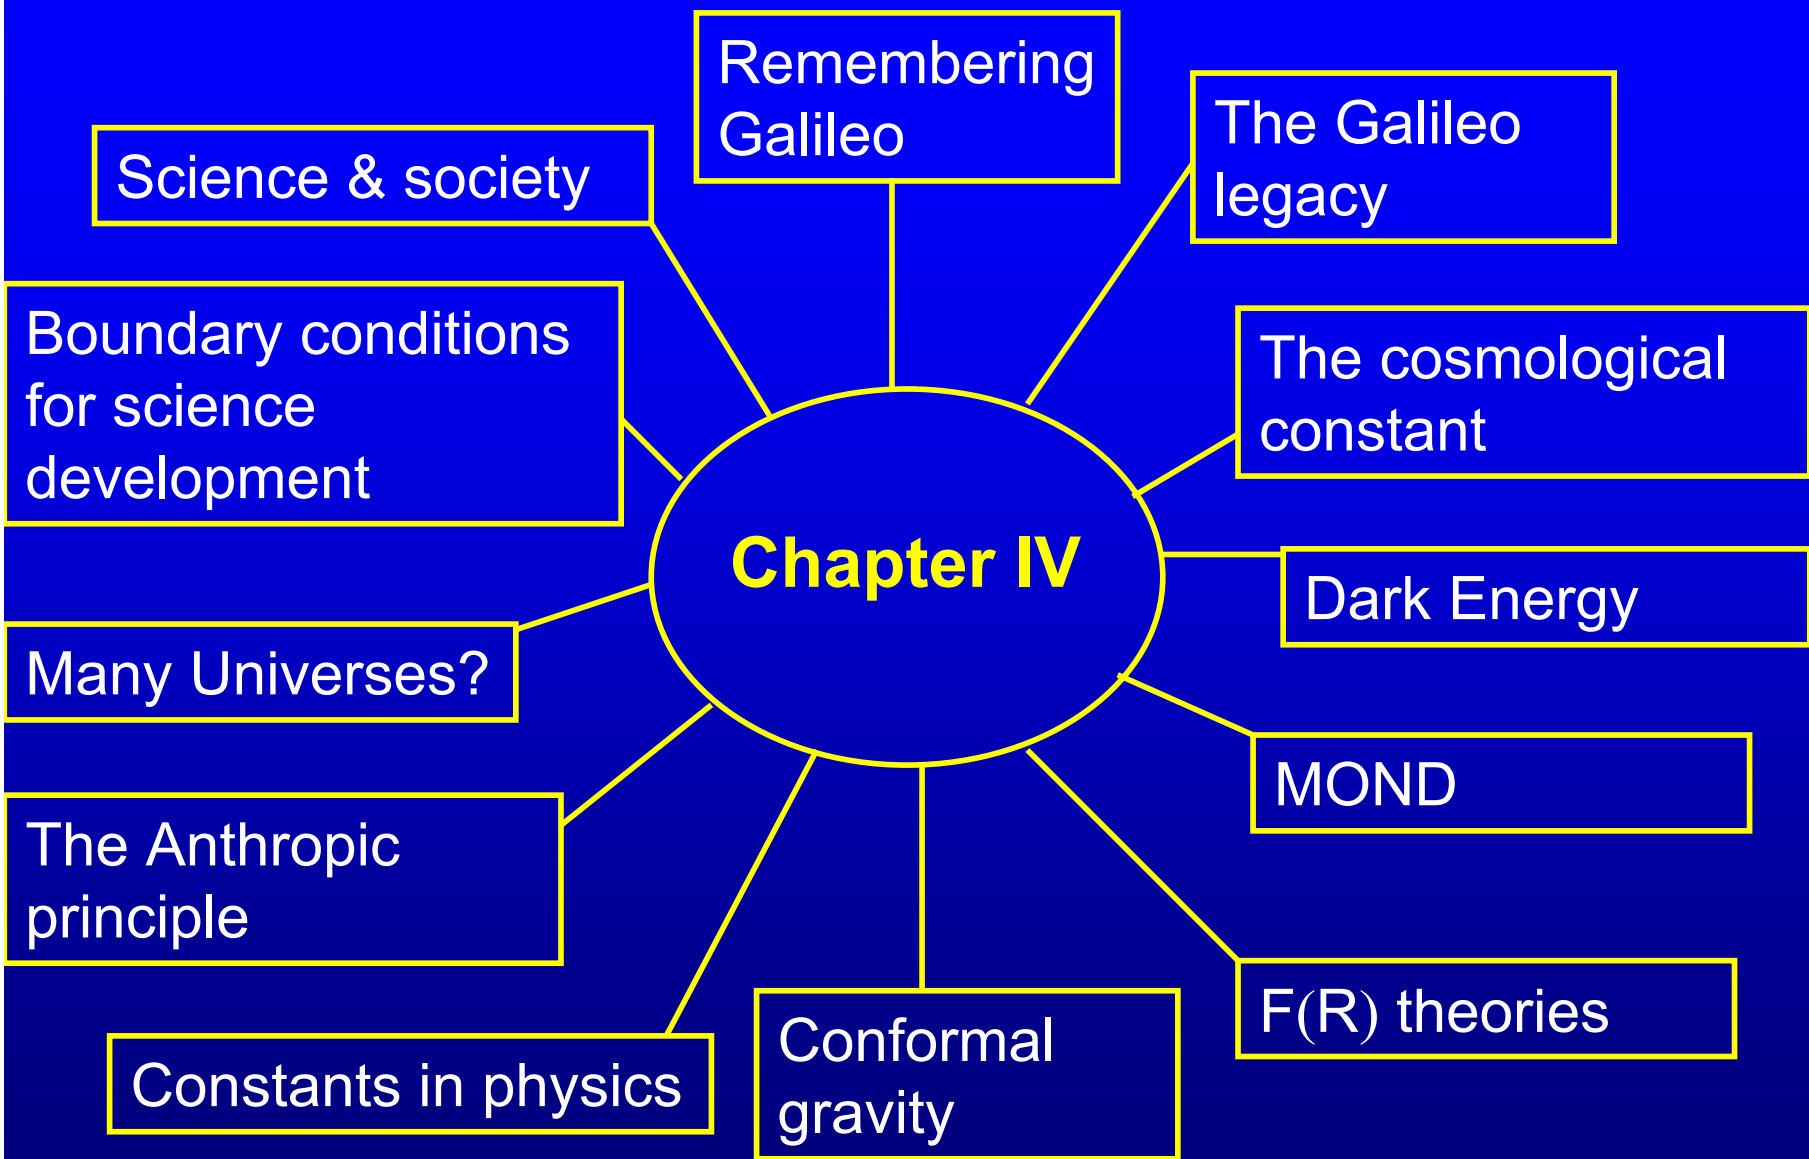 Remembering
Galileo
The Galileo
legacy
Science & society
Boundary conditions
for science
development
The cosmological
constant
Chapter IV
Dark Energy
Many Universes?
MOND
The Anthropic
principle
F(R) theories
Conformal
gravity
Constants in physics